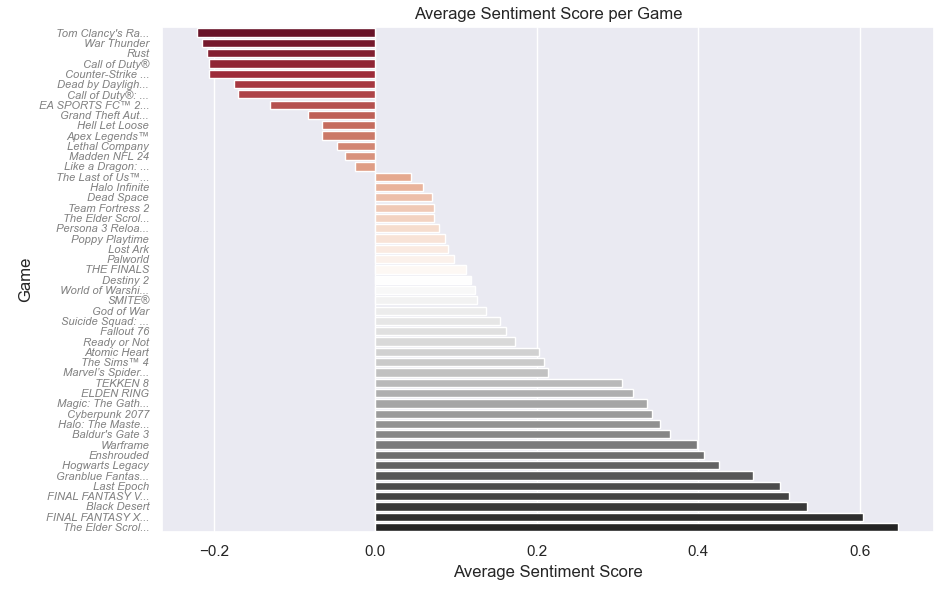 Average Sentiment Score per Game
Tom Clancy's Ra...
War Thunder
Rust
Call of Duty®
Counter-Strike ...
Dead by Dayligh...
Call of Duty®: ...
EA SPORTS FC™ 2...
Grand Theft Aut...
Hell Let Loose
Apex Legends™
Lethal Company
Madden NFL 24
Like a Dragon: ...
The Last of Us™...
Halo Infinite
Dead Space
Team Fortress 2
The Elder Scrol...
Persona 3 Reloa...
Poppy Playtime
Lost Ark
Palworld
THE FINALS
Destiny 2
World of Warshi...
SMITE®
God of War
Suicide Squad: ...
Fallout 76
Ready or Not
Atomic Heart
The Sims™ 4
Marvel's Spider...
TEKKEN 8
ELDEN RING
Magic: The Gath...
Cyberpunk 2077
Halo: The Maste...
Baldur's Gate 3
Warframe
Enshrouded
Hogwarts Legacy
Granblue Fantas...
Last Epoch
FINAL FANTASY V...
Black Desert
FINAL FANTASY X...
The Elder Scrol...
Game
−0.2 0.0 0.2 0.4 0.6
Average Sentiment Score